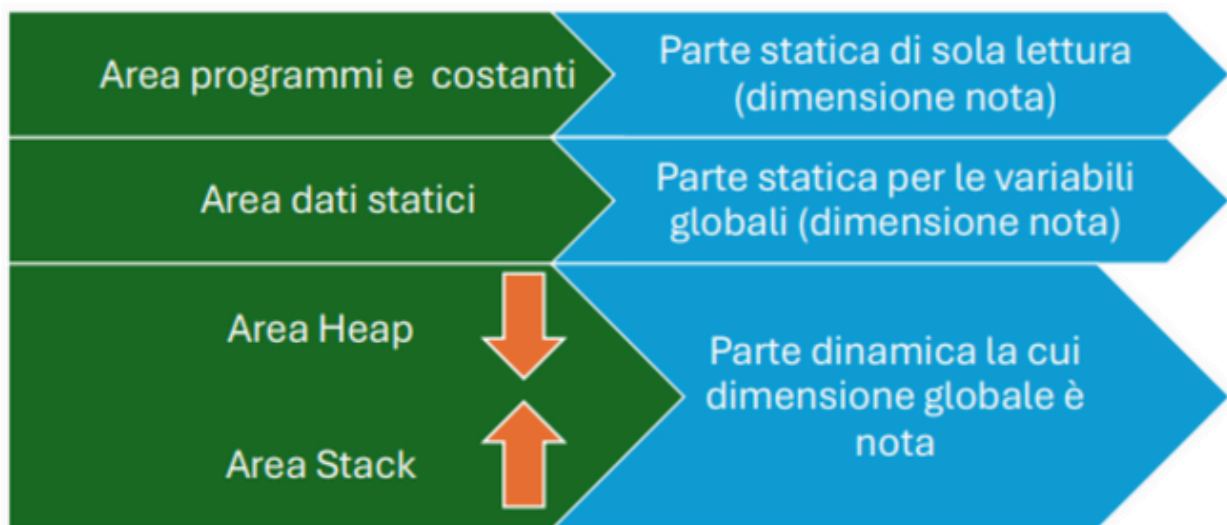 Area programmi e costanti
Parte statica di sola lettura
(dimensione nota)
Area dati statici
Parte statica per le variabili
globali (dimensione nota)
Area Heap
Area Stack
Parte dinamica la cui
dimensione globale è
nota